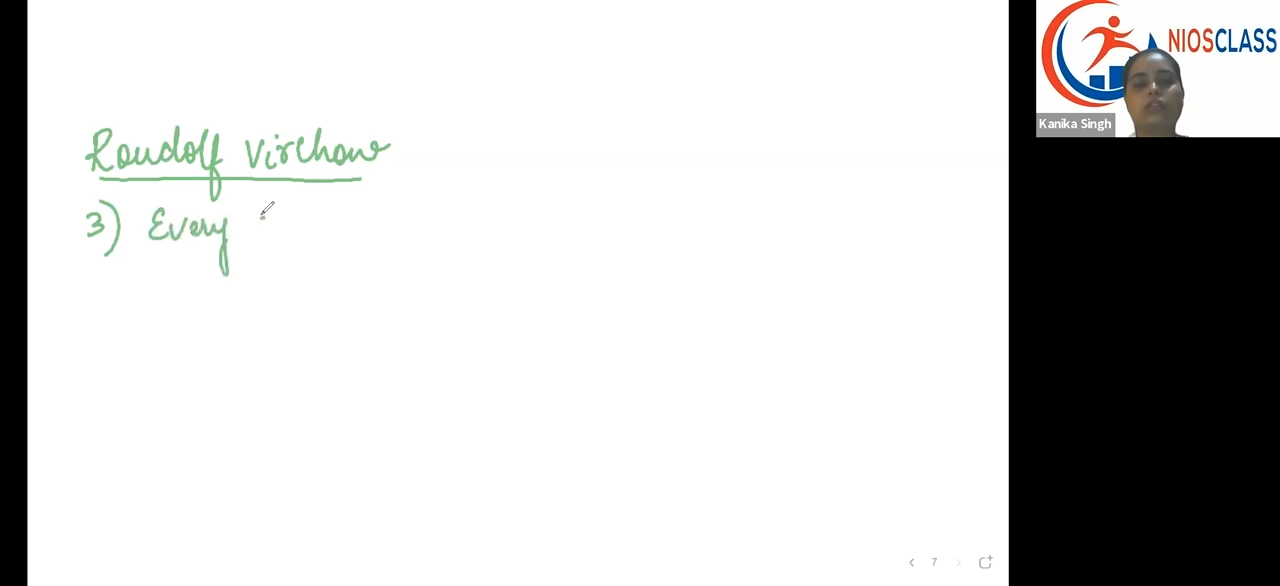 NIOSCLASS
Kanika Singh
Roudolf Virchow
3) Every
7